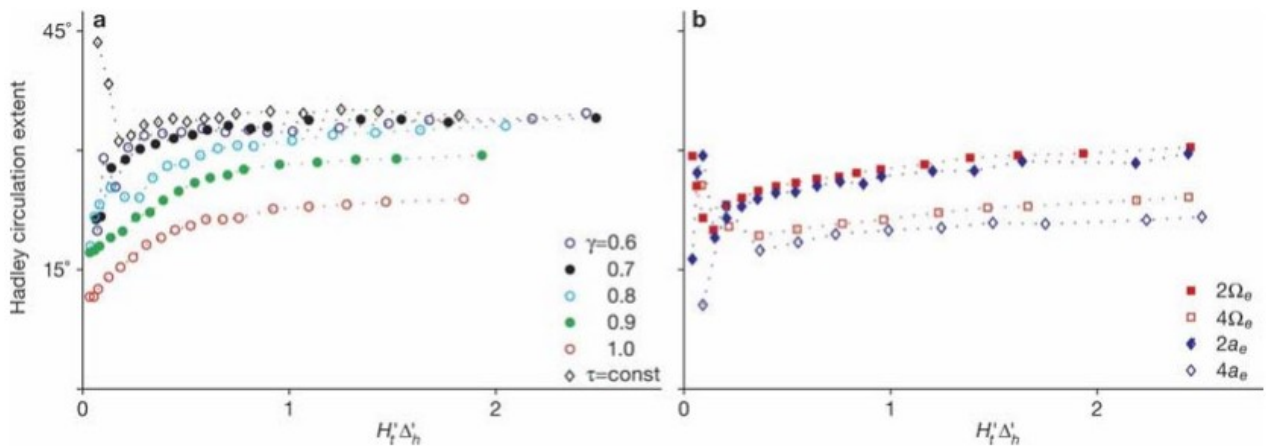 a
b
45°
15°
Hadley circulation extent
γ=0.6
0.7
0.8
0.9
1.0
τ=const
2Ωₑ
4Ωₑ
2aₑ
4aₑ
0
1
2
0
1
2
H'ₜΔ'ₕ
H'ₜΔ'ₕ